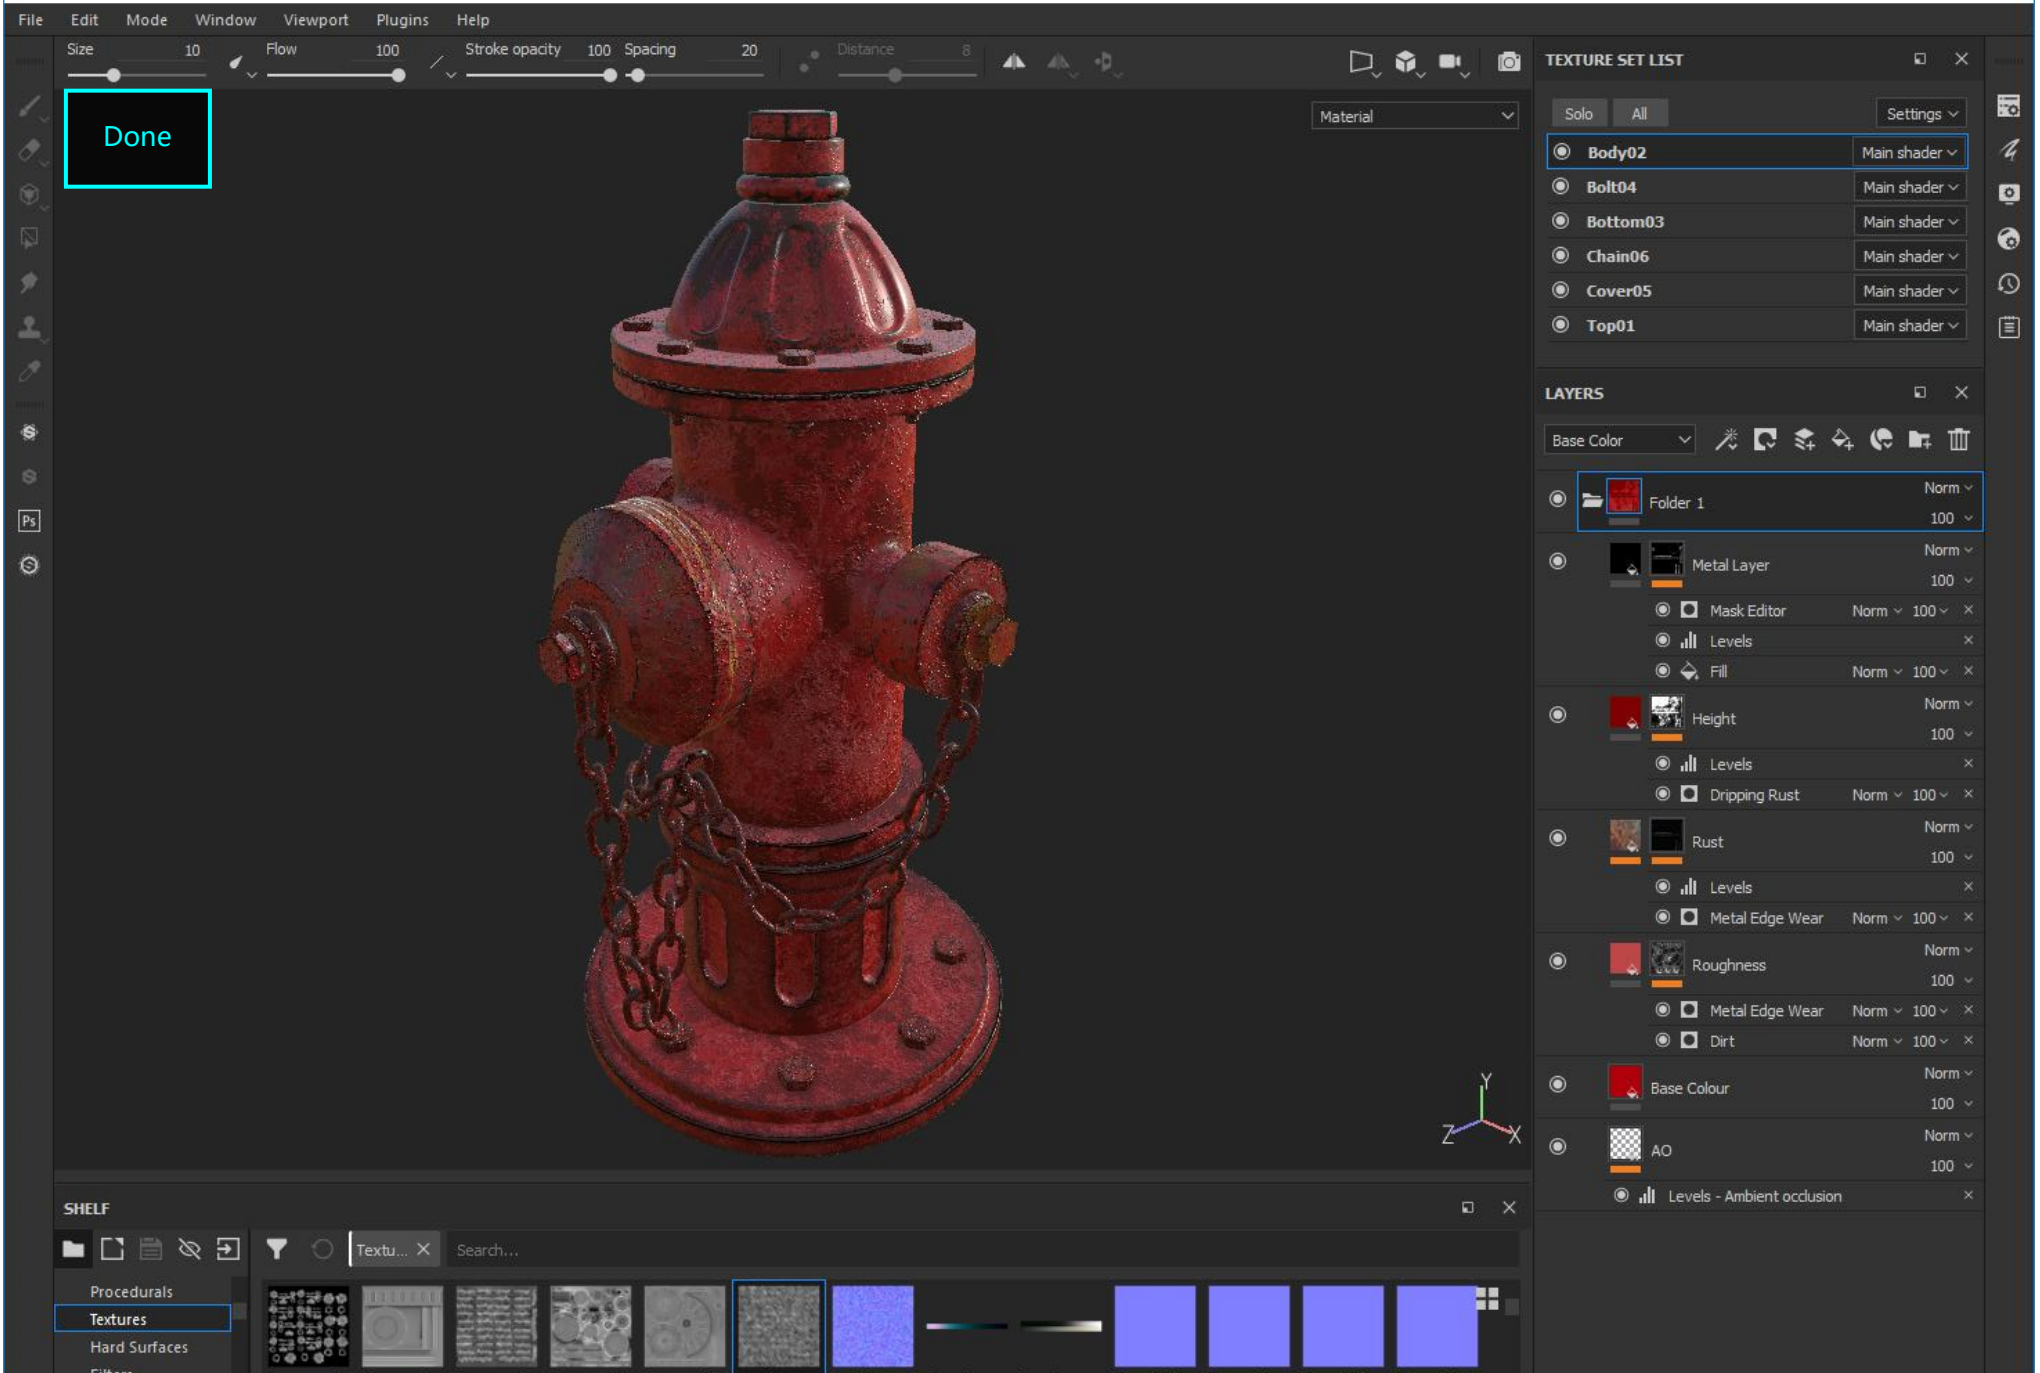 File Edit Mode Window Viewport Plugins Help
Size 10 Flow 100 Stroke opacity 100 Spacing 20 Distance 8
Done
Material
TEXTURE SET LIST
Solo All Settings
Body02 Main shader
Bolt04 Main shader
Bottom03 Main shader
Chain06 Main shader
Cover05 Main shader
Top01 Main shader
LAYERS
Base Color
Norm
Folder 1
100
Norm
Metal Layer
100
Mask Editor Norm 100
Levels
Fill Norm 100
Norm
Height
100
Levels
Dripping Rust Norm 100
Norm
Rust
100
Levels
Metal Edge Wear Norm 100
Norm
Roughness
100
Metal Edge Wear Norm 100
Dirt Norm 100
Norm
Base Colour
100
Norm
AO
100
Levels - Ambient occlusion
Ps
Y
Z X
SHELF
Textu... Search...
Procedurals
Textures
Hard Surfaces